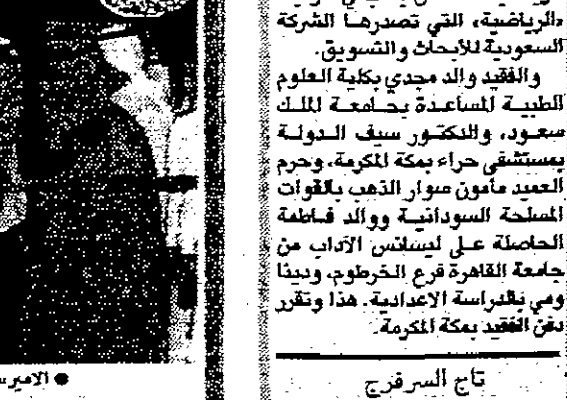 «الرياضية»، التي تصدرها الشركة
السعودية للأبحاث والتسويق.
والفقيد والد مجدي بكلية العلوم
الطبية المساعدة بجامعة الملك
سعود، والدكتور سيف الدولة
بمستشفى حراء بمكة المكرمة، وحرم
العميد مأمون سوار الذهب بالقوات
المسلحة السودانية ووالد فاطمة
الحاصلة على ليسانس الآداب من
جامعة القاهرة فرع الخرطوم، ودينا
ومي بالدراسة الاعدادية. هذا وتقرر
دفن الفقيد بمكة المكرمة.
تاج السر فرج
● الامير